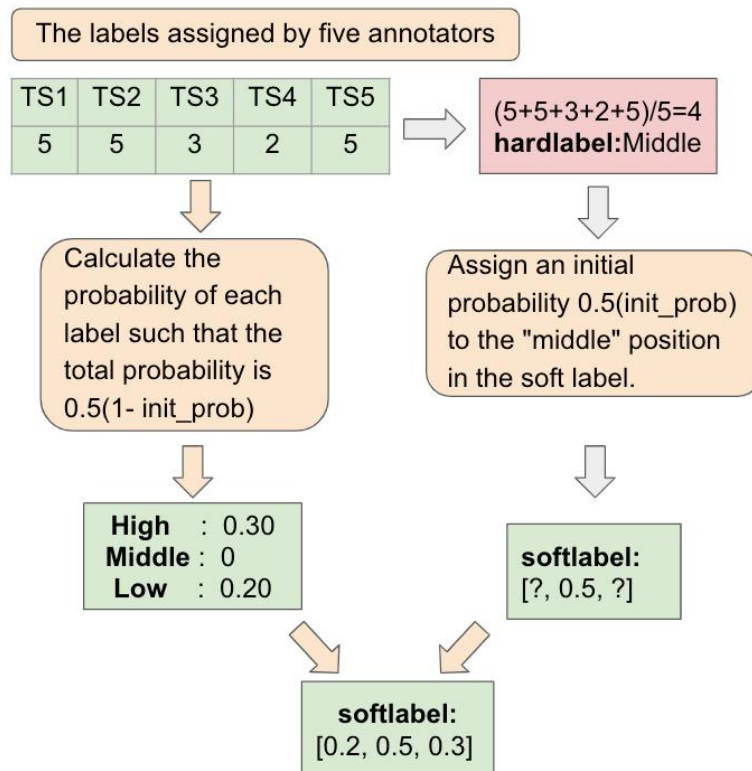 The labels assigned by five annotators
TS1 TS2 TS3 TS4 TS5
5 5 3 2 5
(5+5+3+2+5)/5=4
hardlabel:Middle
Calculate the
probability of each
label such that the
total probability is
0.5(1- init_prob)
Assign an initial
probability 0.5(init_prob)
to the "middle" position
in the soft label.
High : 0.30
Middle : 0
Low : 0.20
softlabel:
[?, 0.5, ?]
softlabel:
[0.2, 0.5, 0.3]